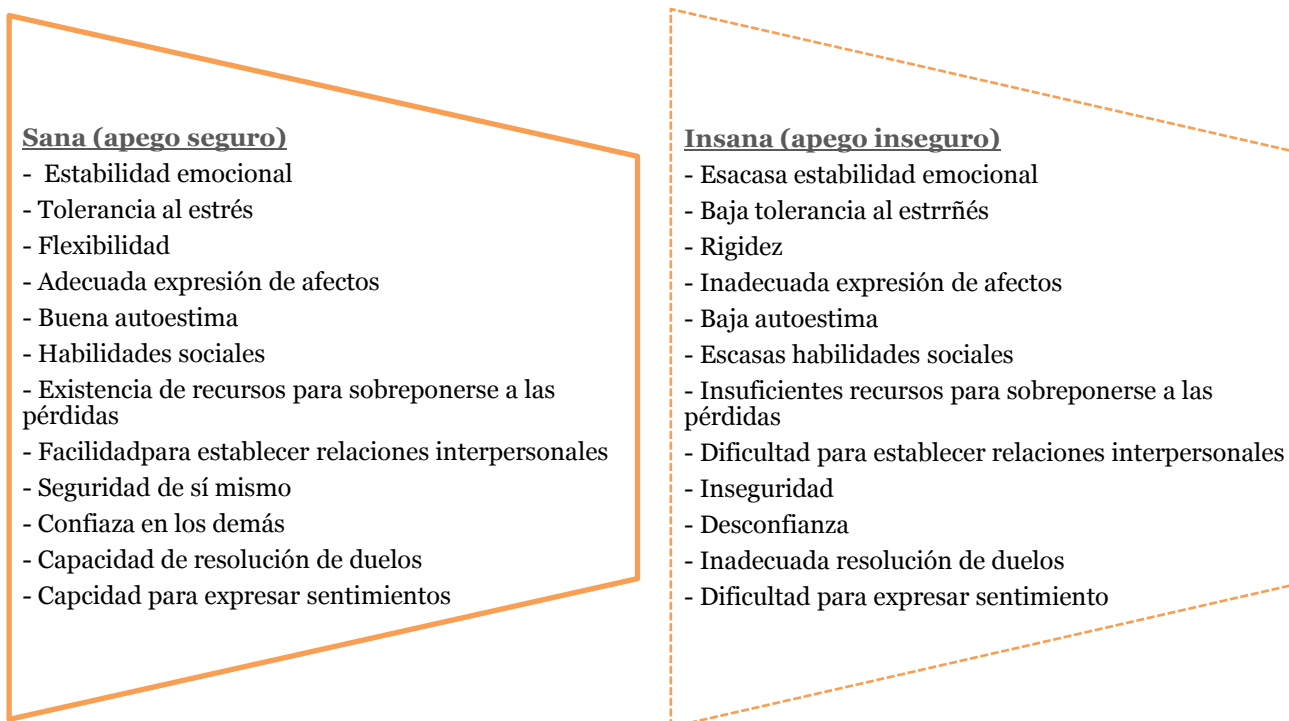 Sana (apego seguro)
- Estabilidad emocional
- Tolerancia al estrés
- Flexibilidad
- Adecuada expresión de afectos
- Buena autoestima
- Habilidades sociales
- Existencia de recursos para sobreponerse a las
pérdidas
- Facilidadpara establecer relaciones interpersonales
- Seguridad de sí mismo
- Confiaza en los demás
- Capacidad de resolución de duelos
- Capcidad para expresar sentimientos
Insana (apego inseguro)
- Esacasa estabilidad emocional
- Baja tolerancia al estrrñés
- Rigidez
- Inadecuada expresión de afectos
- Baja autoestima
- Escasas habilidades sociales
- Insuficientes recursos para sobreponerse a las
pérdidas
- Dificultad para establecer relaciones interpersonales
- Inseguridad
- Desconfianza
- Inadecuada resolución de duelos
- Dificultad para expresar sentimiento